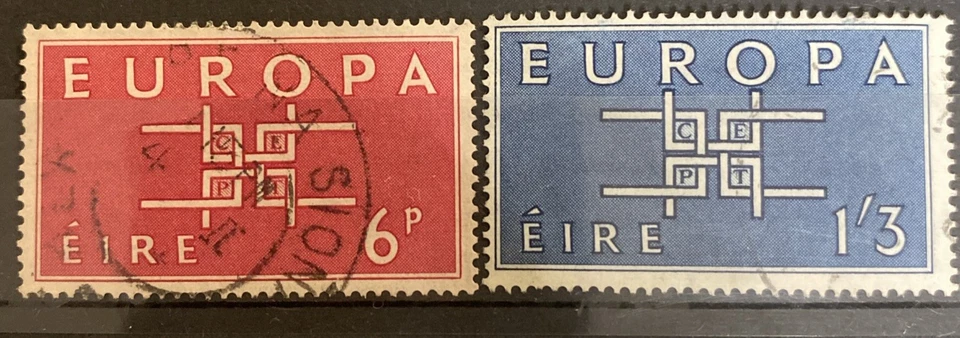 EUROPA
C E
P T
ÉIRE 6P
EUROPA
C E
P T
ÉIRE 1/3